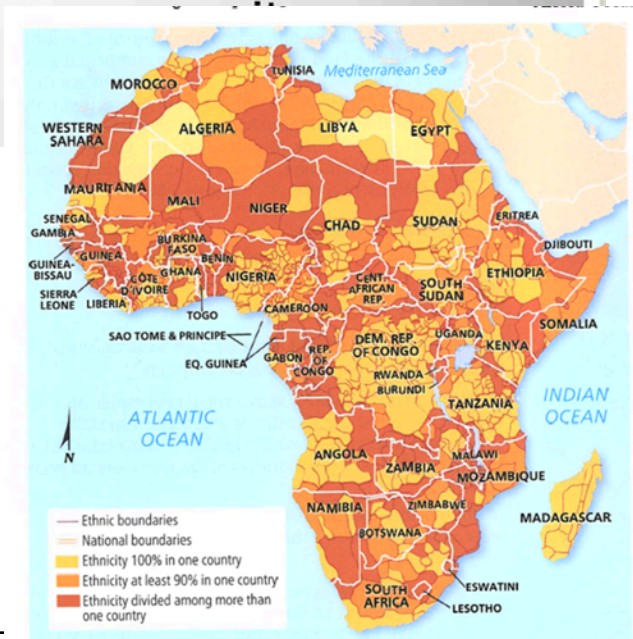 TUNISIA
Mediterranean Sea
MOROCCO
WESTERN
SAHARA
ALGERIA
LIBYA
EGYPT
MAURITANIA
MALI
NIGER
CHAD
SUDAN
ERITREA
DJIBOUTI
SENEGAL
GAMBIA
GUINEA-
BISSAU
GUINEA
SIERRA
LEONE
LIBERIA
CÔTE
D'IVOIRE
BURKINA
FASO
GHANA
BENIN
TOGO
NIGERIA
CAMEROON
CENT.
AFRICAN
REP.
SOUTH
SUDAN
ETHIOPIA
SOMALIA
SAO TOME & PRINCIPE
EQ. GUINEA
GABON
REP.
OF
CONGO
DEM. REP.
OF CONGO
UGANDA
KENYA
RWANDA
BURUNDI
TANZANIA
INDIAN
OCEAN
ATLANTIC
OCEAN
N
ANGOLA
ZAMBIA
MALAWI
MOZAMBIQUE
NAMIBIA
ZIMBABWE
BOTSWANA
MADAGASCAR
SOUTH
AFRICA
ESWATINI
LESOTHO
Ethnic boundaries
National boundaries
Ethnicity 100% in one country
Ethnicity at least 90% in one country
Ethnicity divided among more than
one country